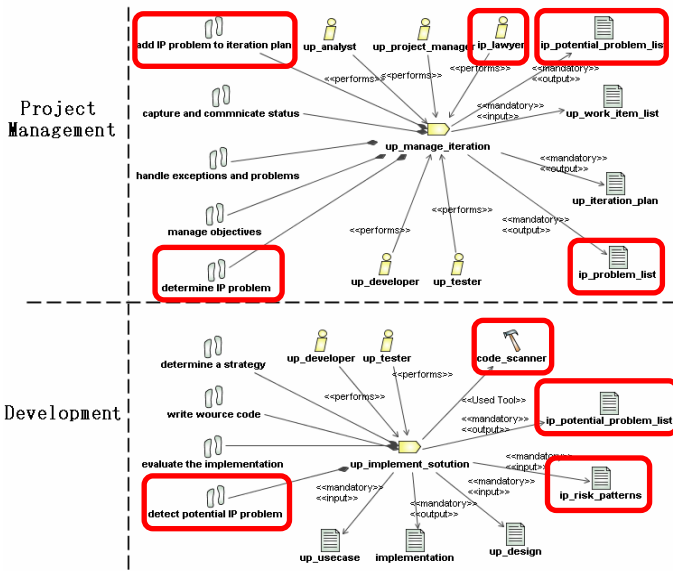 add IP problem to iteration plan
up_analyst
up_project_manager
ip_lawyer
ip_potential_problem_list
<<performs>>
<<performs>>
<<performs>>
<<mandatory>>
<<output>>
Project
Management
capture and commnicate status
<<mandatory>>
<<input>>
up_work_item_list
up_manage_iteration
handle exceptions and problems
<<mandatory>>
<<output>>
up_iteration_plan
manage objectives
<<performs>>
<<performs>>
<<mandatory>>
<<output>>
determine IP problem
up_developer
up_tester
ip_problem_list
determine a strategy
up_developer
up_tester
code_scanner
<<performs>>
<<performs>>
Development
write wource code
<<Used Tool>>
<<mandatory>>
<<output>>
ip_potential_problem_list
evaluate the implementation
up_implement_solution
<<mandatory>>
<<input>>
ip_risk_patterns
detect potential IP problem
<<mandatory>>
<<input>>
<<mandatory>>
<<output>>
<<mandatory>>
<<input>>
up_usecase
implementation
up_design